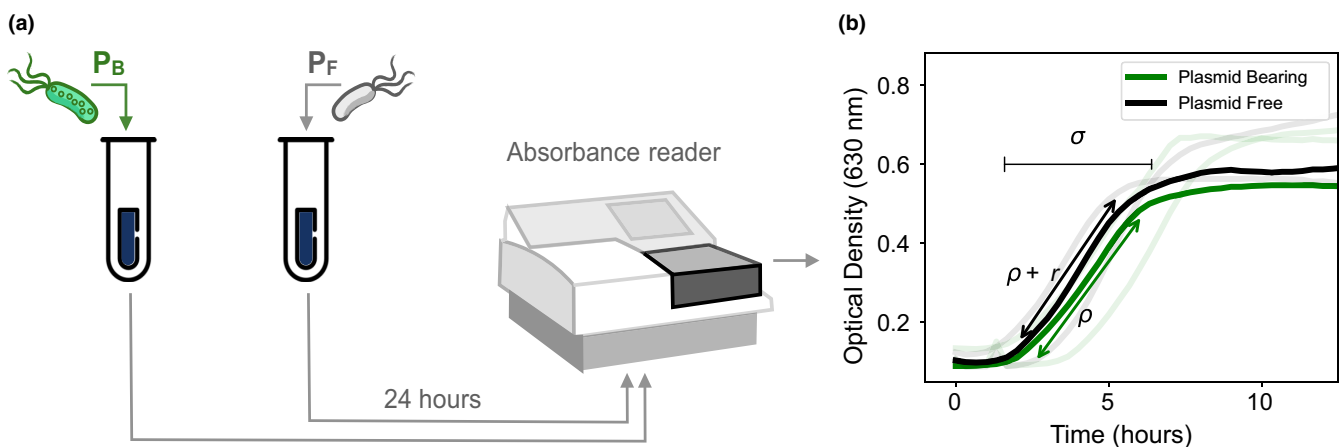 (a)
P_B
P_F
Absorbance reader
24 hours
(b)
Optical Density (630 nm)
0.8
0.6
0.4
0.2
Plasmid Bearing
Plasmid Free
σ
ρ + r
ρ
0
5
10
Time (hours)